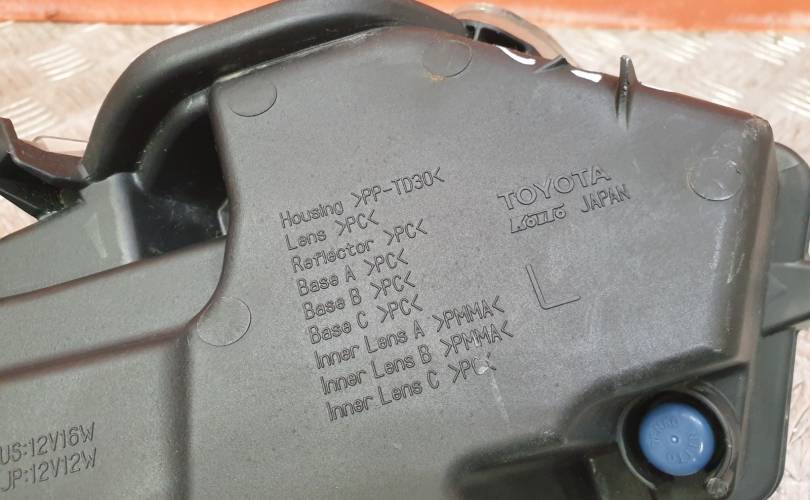 Housing >PP-TD30<
Lens >PC<
Reflector >PC<
Base A >PC<
Base B >PC<
Base C >PC<
Inner Lens A >PMMA<
Inner Lens B >PMMA<
Inner Lens C >PC<
TOYOTA
KOITO JAPAN
L
US:12V16W
JP:12V12W